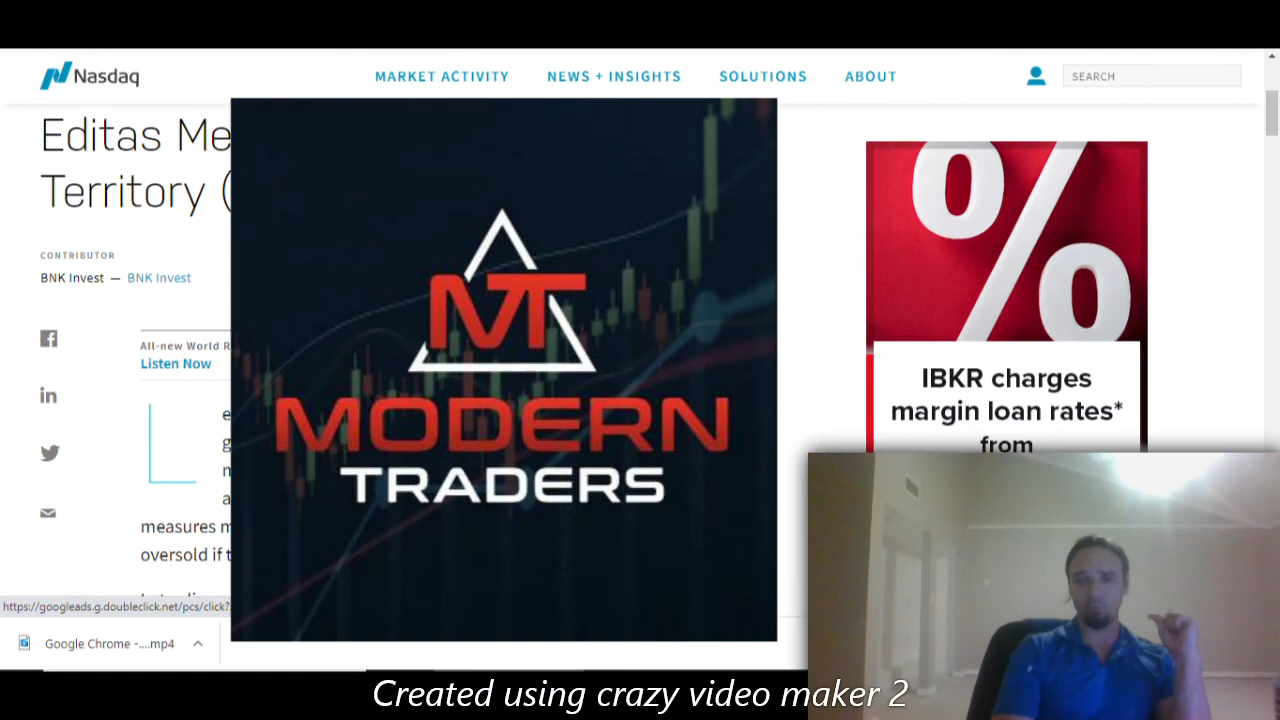 Nasdaq
MARKET ACTIVITY
NEWS + INSIGHTS
SOLUTIONS
ABOUT
SEARCH
Editas Me
Territory (
CONTRIBUTOR
BNK Invest — BNK Invest
All-new World R
Listen Now
measures m
oversold if t
https://googleads.g.doubleclick.net/pcs/click?
Google Chrome -....mp4
MT
MODERN
TRADERS
%
IBKR charges
margin loan rates*
from
Created using crazy video maker 2